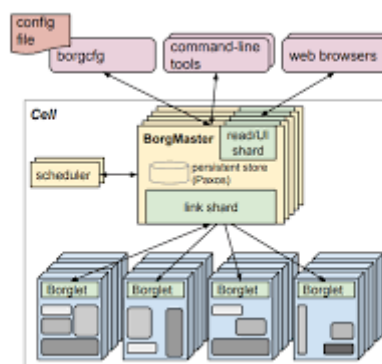 config
file
borgcfg
command-line
tools
web browsers
Cell
BorgMaster
read/UI
shard
persistent store
(Paxos)
scheduler
link shard
Borglet
Borglet
Borglet
Borglet